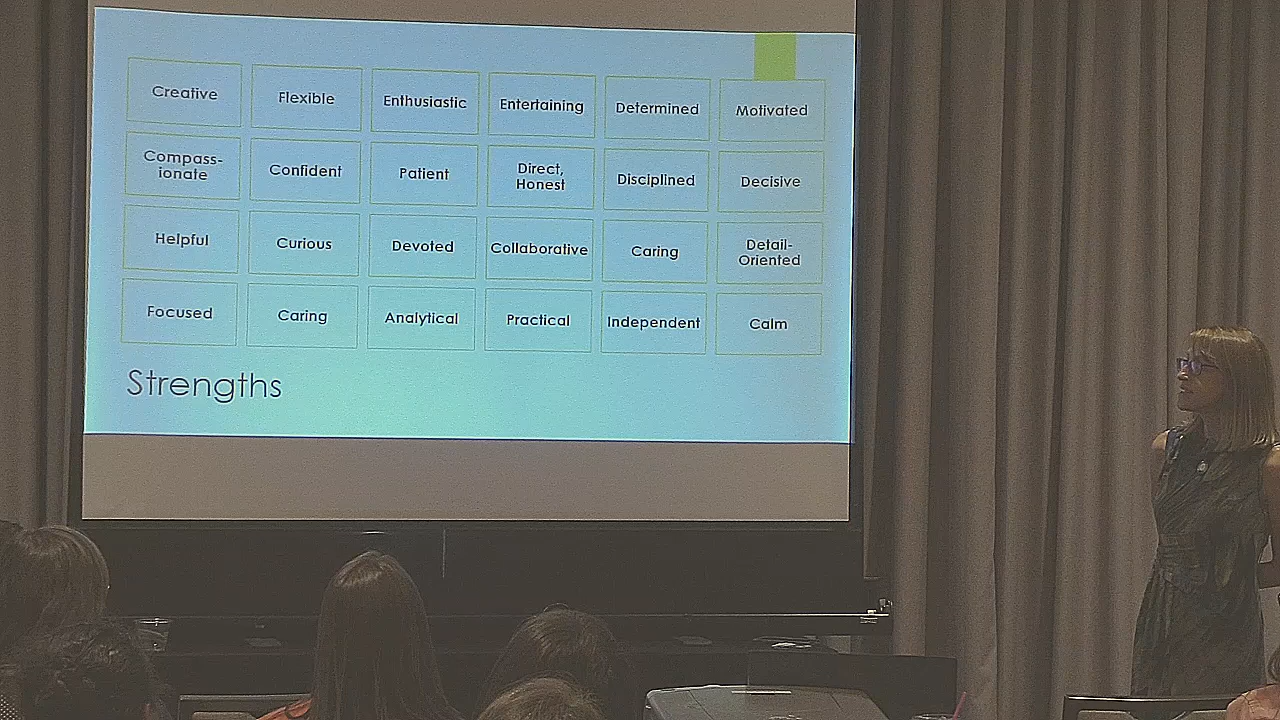 Creative Flexible Enthusiastic Entertaining Determined Motivated
Compass-
ionate Confident Patient Direct,
Honest Disciplined Decisive
Helpful Curious Devoted Collaborative Caring Detail-
Oriented
Focused Caring Analytical Practical Independent Calm
Strengths